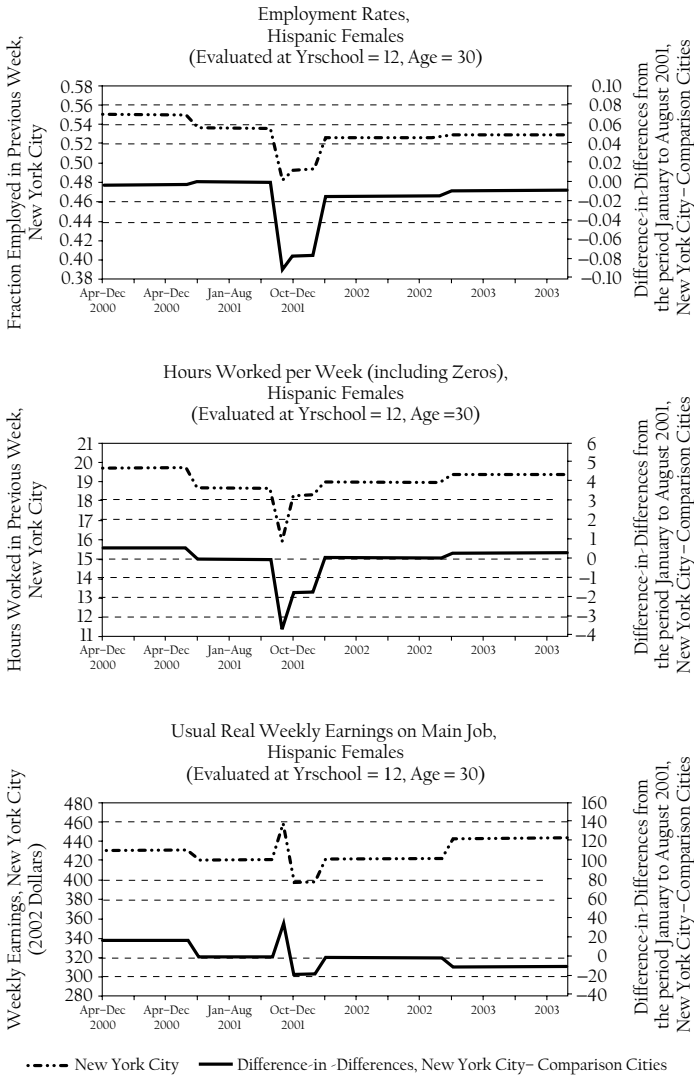 Employment Rates,
Hispanic Females
(Evaluated at Yrschool = 12, Age = 30)
Fraction Employed in Previous Week,
New York City
0.58
0.56
0.54
0.52
0.50
0.48
0.46
0.44
0.42
0.40
0.38
0.10
0.08
0.06
0.04
0.02
0.00
–0.02
–0.04
–0.06
–0.08
–0.10
Difference-in-Differences from
the period January to August 2001,
New York City – Comparison Cities
Apr–Dec Apr–Dec Jan–Aug Oct–Dec 2002 2002 2003 2003
2000 2000 2001 2001
Hours Worked per Week (including Zeros),
Hispanic Females
(Evaluated at Yrschool = 12, Age =30)
Hours Worked in Previous Week,
New York City
21
20
19
18
17
16
15
14
13
12
11
6
5
4
3
2
1
0
–1
–2
–3
–4
Difference-in-Differences from
the period January to August 2001,
New York City – Comparison Cities
Apr–Dec Apr–Dec Jan–Aug Oct–Dec 2002 2002 2003 2003
2000 2000 2001 2001
Usual Real Weekly Earnings on Main Job,
Hispanic Females
(Evaluated at Yrschool = 12, Age = 30)
Weekly Earnings, New York City
(2002 Dollars)
480
460
440
420
400
380
360
340
320
300
280
160
140
120
100
80
60
40
20
0
–20
–40
Difference-in-Differences from
the period January to August 2001,
New York City–Comparison Cities
Apr–Dec Apr–Dec Jan–Aug Oct–Dec 2002 2002 2003 2003
2000 2000 2001 2001
New York City Difference-in -Differences, New York City– Comparison Cities